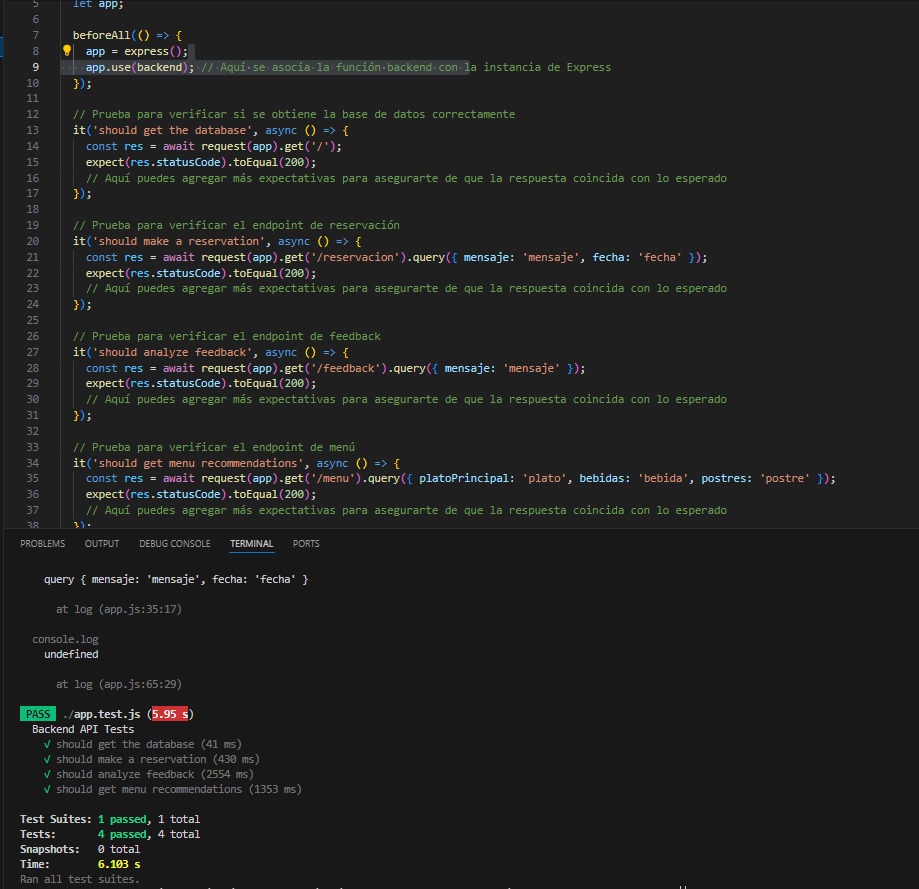 5 let app;
6
7 beforeAll(() => {
8 app = express();
9 app.use(backend); // Aquí se asocia la función backend con la instancia de Express
10 });
11
12 // Prueba para verificar si se obtiene la base de datos correctamente
13 it('should get the database', async () => {
14 const res = await request(app).get('/');
15 expect(res.statusCode).toEqual(200);
16 // Aquí puedes agregar más expectativas para asegurarte de que la respuesta coincida con lo esperado
17 });
18
19 // Prueba para verificar el endpoint de reservación
20 it('should make a reservation', async () => {
21 const res = await request(app).get('/reservacion').query({ mensaje: 'mensaje', fecha: 'fecha' });
22 expect(res.statusCode).toEqual(200);
23 // Aquí puedes agregar más expectativas para asegurarte de que la respuesta coincida con lo esperado
24 });
25
26 // Prueba para verificar el endpoint de feedback
27 it('should analyze feedback', async () => {
28 const res = await request(app).get('/feedback').query({ mensaje: 'mensaje' });
29 expect(res.statusCode).toEqual(200);
30 // Aquí puedes agregar más expectativas para asegurarte de que la respuesta coincida con lo esperado
31 });
32
33 // Prueba para verificar el endpoint de menú
34 it('should get menu recommendations', async () => {
35 const res = await request(app).get('/menu').query({ platoPrincipal: 'plato', bebidas: 'bebida', postres: 'postre' });
36 expect(res.statusCode).toEqual(200);
37 // Aquí puedes agregar más expectativas para asegurarte de que la respuesta coincida con lo esperado
38 });
PROBLEMS OUTPUT DEBUG CONSOLE TERMINAL PORTS
query { mensaje: 'mensaje', fecha: 'fecha' }
at log (app.js:35:17)
console.log
undefined
at log (app.js:65:29)
PASS ./app.test.js (5.95 s)
Backend API Tests
√ should get the database (41 ms)
√ should make a reservation (430 ms)
√ should analyze feedback (2554 ms)
√ should get menu recommendations (1353 ms)
Test Suites: 1 passed, 1 total
Tests: 4 passed, 4 total
Snapshots: 0 total
Time: 6.103 s
Ran all test suites.